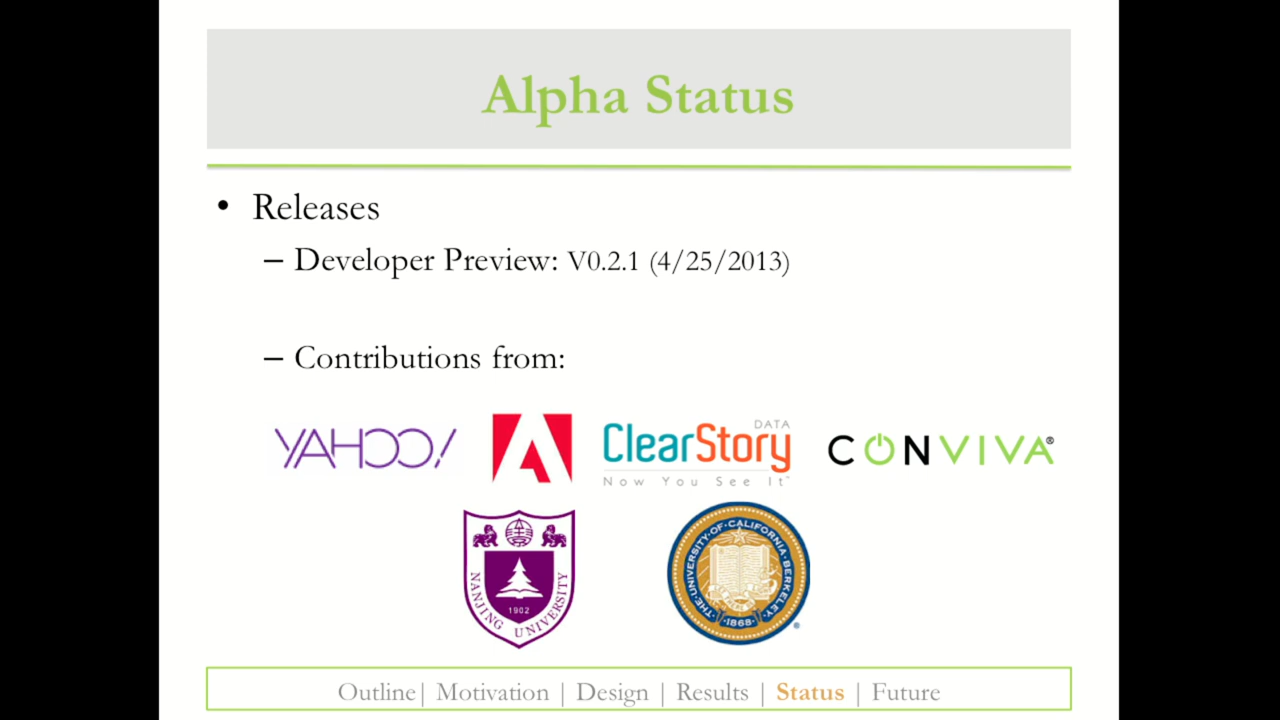 Alpha Status
• Releases
– Developer Preview: V0.2.1 (4/25/2013)
– Contributions from:
YAHOO!
ClearStory
DATA
Now You See It™
CONVIVA®
NANJING UNIVERSITY
1902
THE·UNIVERSITY·OF·CALIFORNIA·BERKELEY·
·1868·
Outline| Motivation | Design | Results | Status | Future